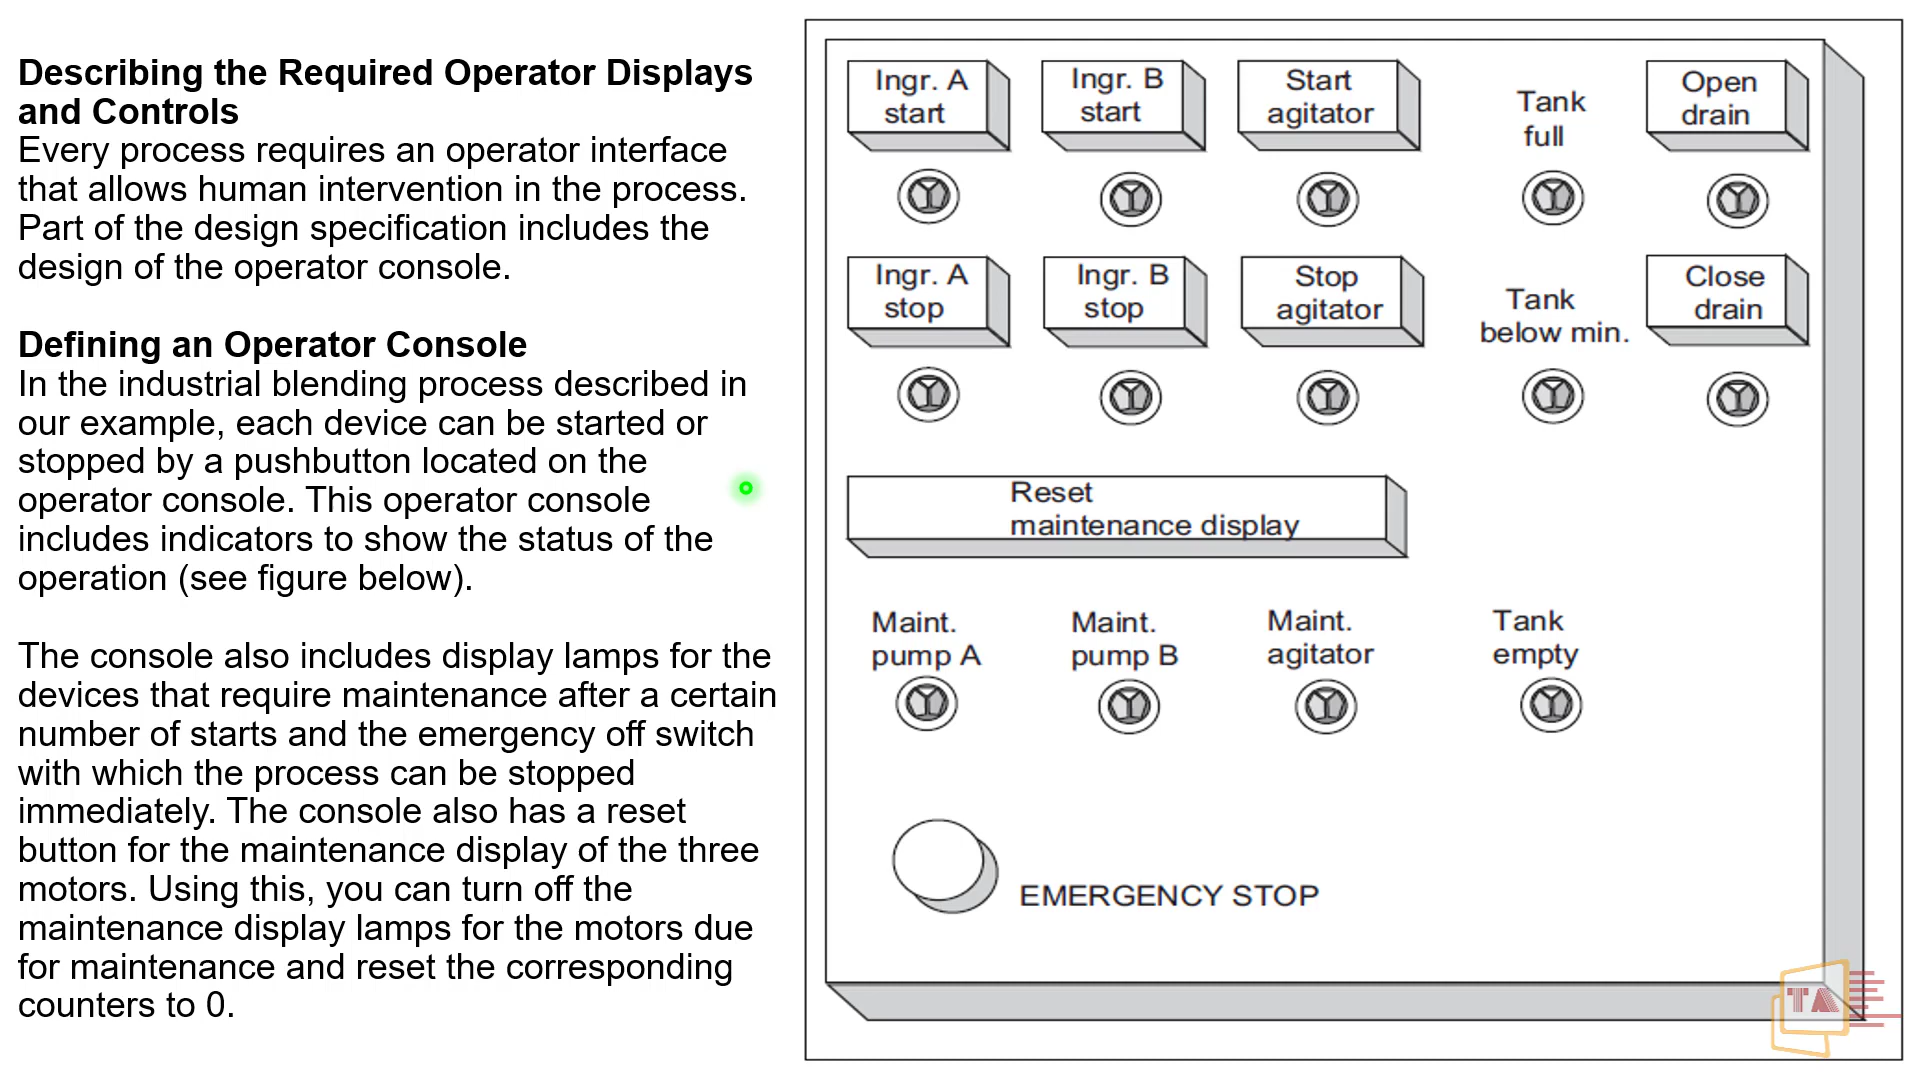 Describing the Required Operator Displays
and Controls
Every process requires an operator interface
that allows human intervention in the process.
Part of the design specification includes the
design of the operator console.
Defining an Operator Console
In the industrial blending process described in
our example, each device can be started or
stopped by a pushbutton located on the
operator console. This operator console
includes indicators to show the status of the
operation (see figure below).
The console also includes display lamps for the
devices that require maintenance after a certain
number of starts and the emergency off switch
with which the process can be stopped
immediately. The console also has a reset
button for the maintenance display of the three
motors. Using this, you can turn off the
maintenance display lamps for the motors due
for maintenance and reset the corresponding
counters to 0.
Ingr. A
start
Ingr. B
start
Start
agitator
Tank
full
Open
drain
Ingr. A
stop
Ingr. B
stop
Stop
agitator
Tank
below min.
Close
drain
Reset
maintenance display
Maint.
pump A
Maint.
pump B
Maint.
agitator
Tank
empty
EMERGENCY STOP
TA